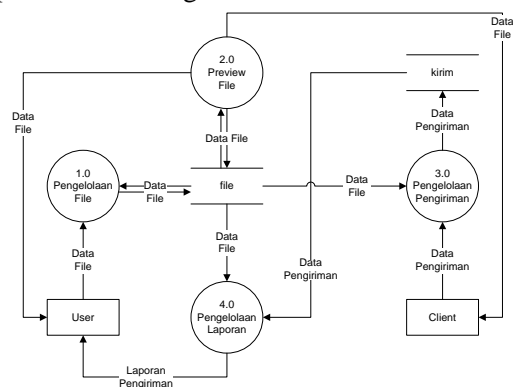 Data
File
2.0
Preview
File
kirim
Data
File
Data File
Data
Pengiriman
1.0
Pengelolaan
File
Data
File
file
Data
File
3.0
Pengelolaan
Pengiriman
Data
File
Data
File
Data
Pengiriman
Data
Pengiriman
4.0
Pengelolaan
Laporan
User
Client
Laporan
Pengiriman